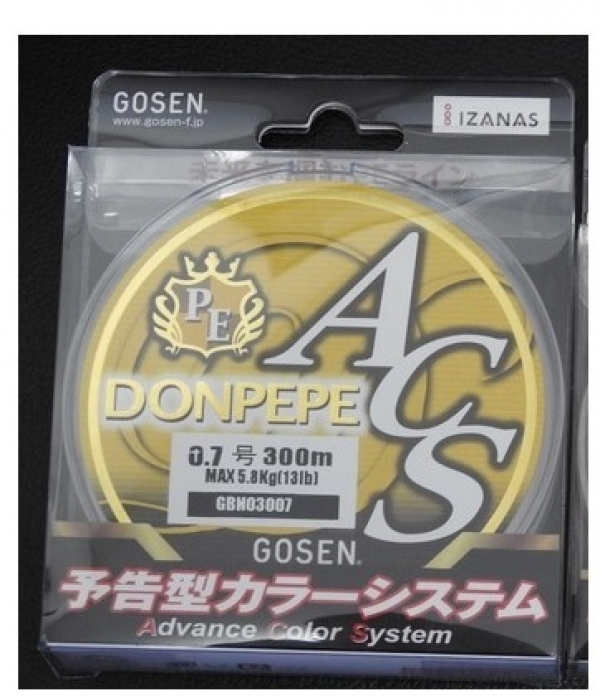 GOSEN®
www.gosen-f.jp
IZANAS
PE
ACS
DONPEPE
0.7号 300m
MAX 5.8Kg(13lb)
GBN03007
GOSEN®
予告型カラーシステム
Advance Color System